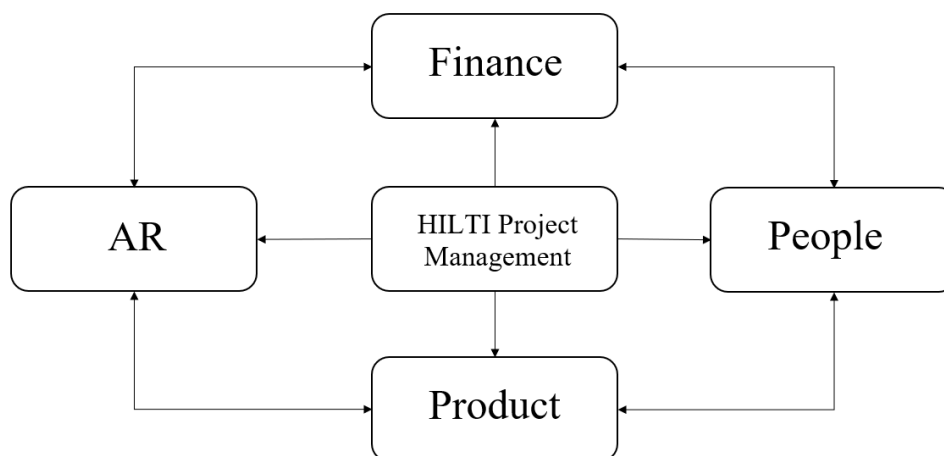 Finance
AR
HILTI Project
Management
People
Product